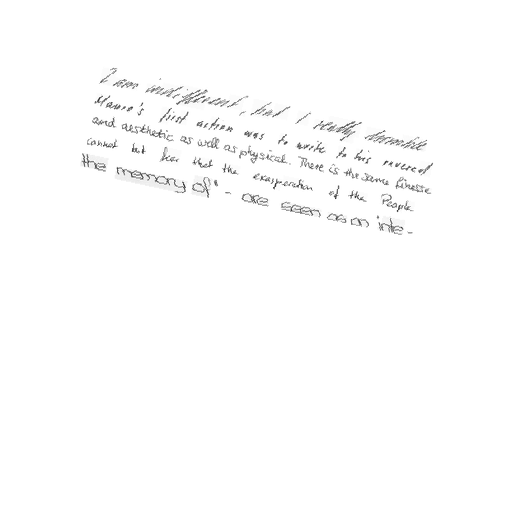 I am indifferent, but I really
Manno's first action was to write to his revered
and aesthetic as well as physical. There is the same finesse
cannot but fear that the exasperation of the People
the memory of" - are seen as an inte-